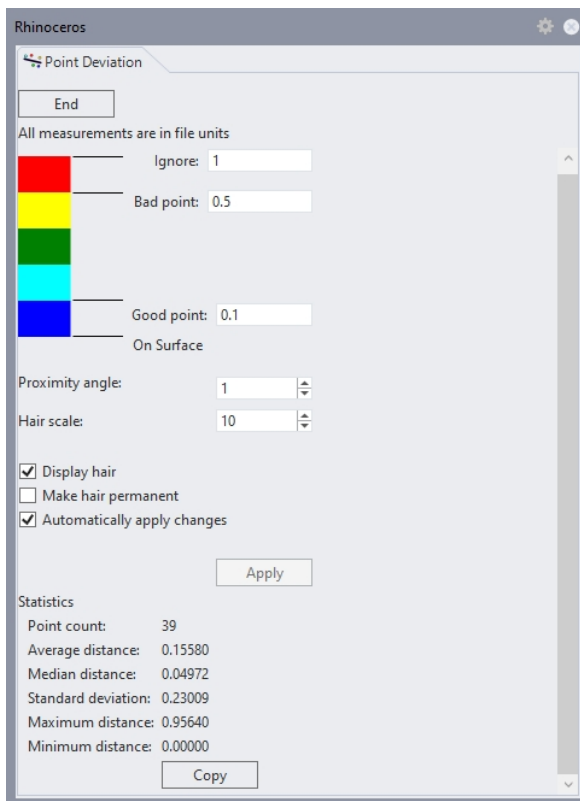 Rhinoceros
Point Deviation
End
All measurements are in file units
Ignore: 1
Bad point: 0.5
Good point: 0.1
On Surface
Proximity angle: 1
Hair scale: 10
Display hair
Make hair permanent
Automatically apply changes
Apply
Statistics
Point count: 39
Average distance: 0.15580
Median distance: 0.04972
Standard deviation: 0.23009
Maximum distance: 0.95640
Minimum distance: 0.00000
Copy